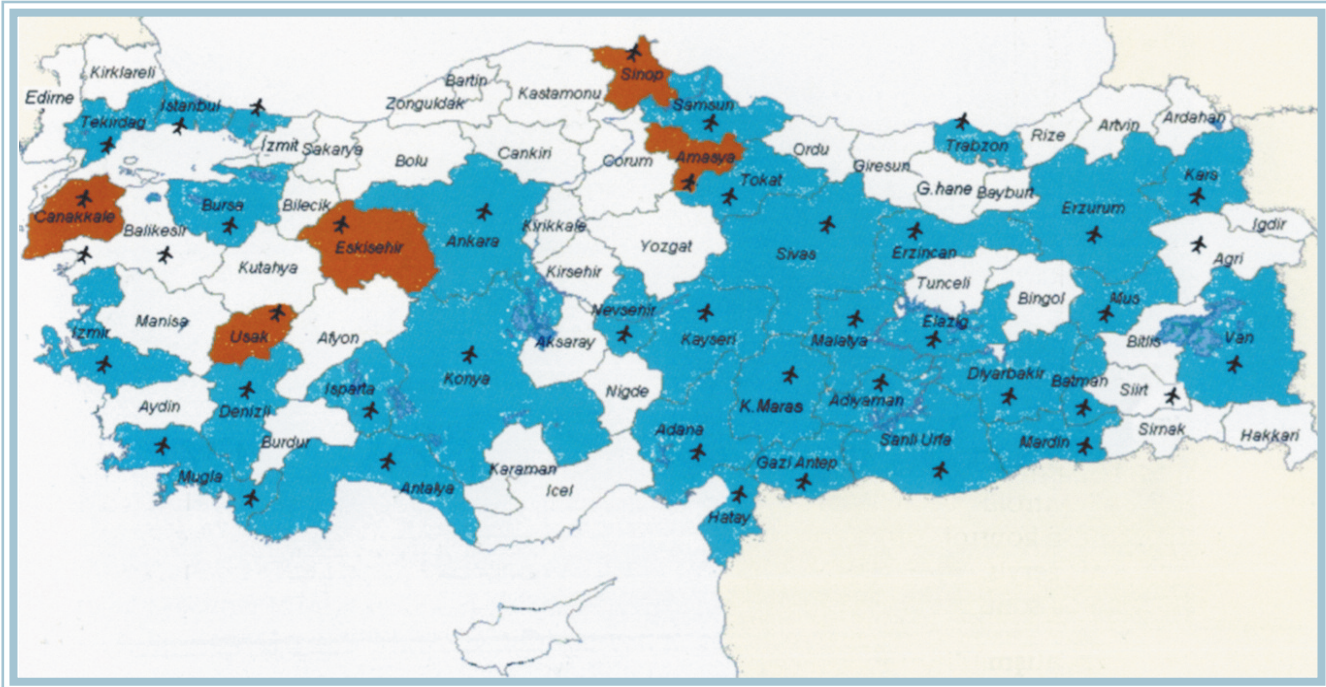 Kirklareli
Edirne
Istanbul
Tekirdag
Bartin
Zonguldak
Kastamonu
Sinop
Samsun
Izmit
Sakarya
Bolu
Cankiri
Corum
Amasya
Ordu
Giresun
Trabzon
Rize
Artvin
Ardahan
Canakkale
Balikesir
Bursa
Bilecik
Eskisehir
Ankara
Kirikkale
Yozgat
Tokat
Sivas
G.hane
Bayburt
Erzincan
Erzurum
Kars
Igdir
Agri
Kutahya
Kirsehir
Nevsenir
Tunceli
Bingol
Mus
Manisa
Izmir
Usak
Afyon
Aksaray
Kayseri
Malatya
Elazig
Bitlis
Van
Isparta
Konya
Nigde
K.Maras
Adiyaman
Diyarbakir
Batman
Siirt
Aydin
Denizli
Burdur
Adana
Sanli Urfa
Mardin
Sirnak
Hakkari
Mugla
Antalya
Karaman
Icel
Gazi Antep
Hatay